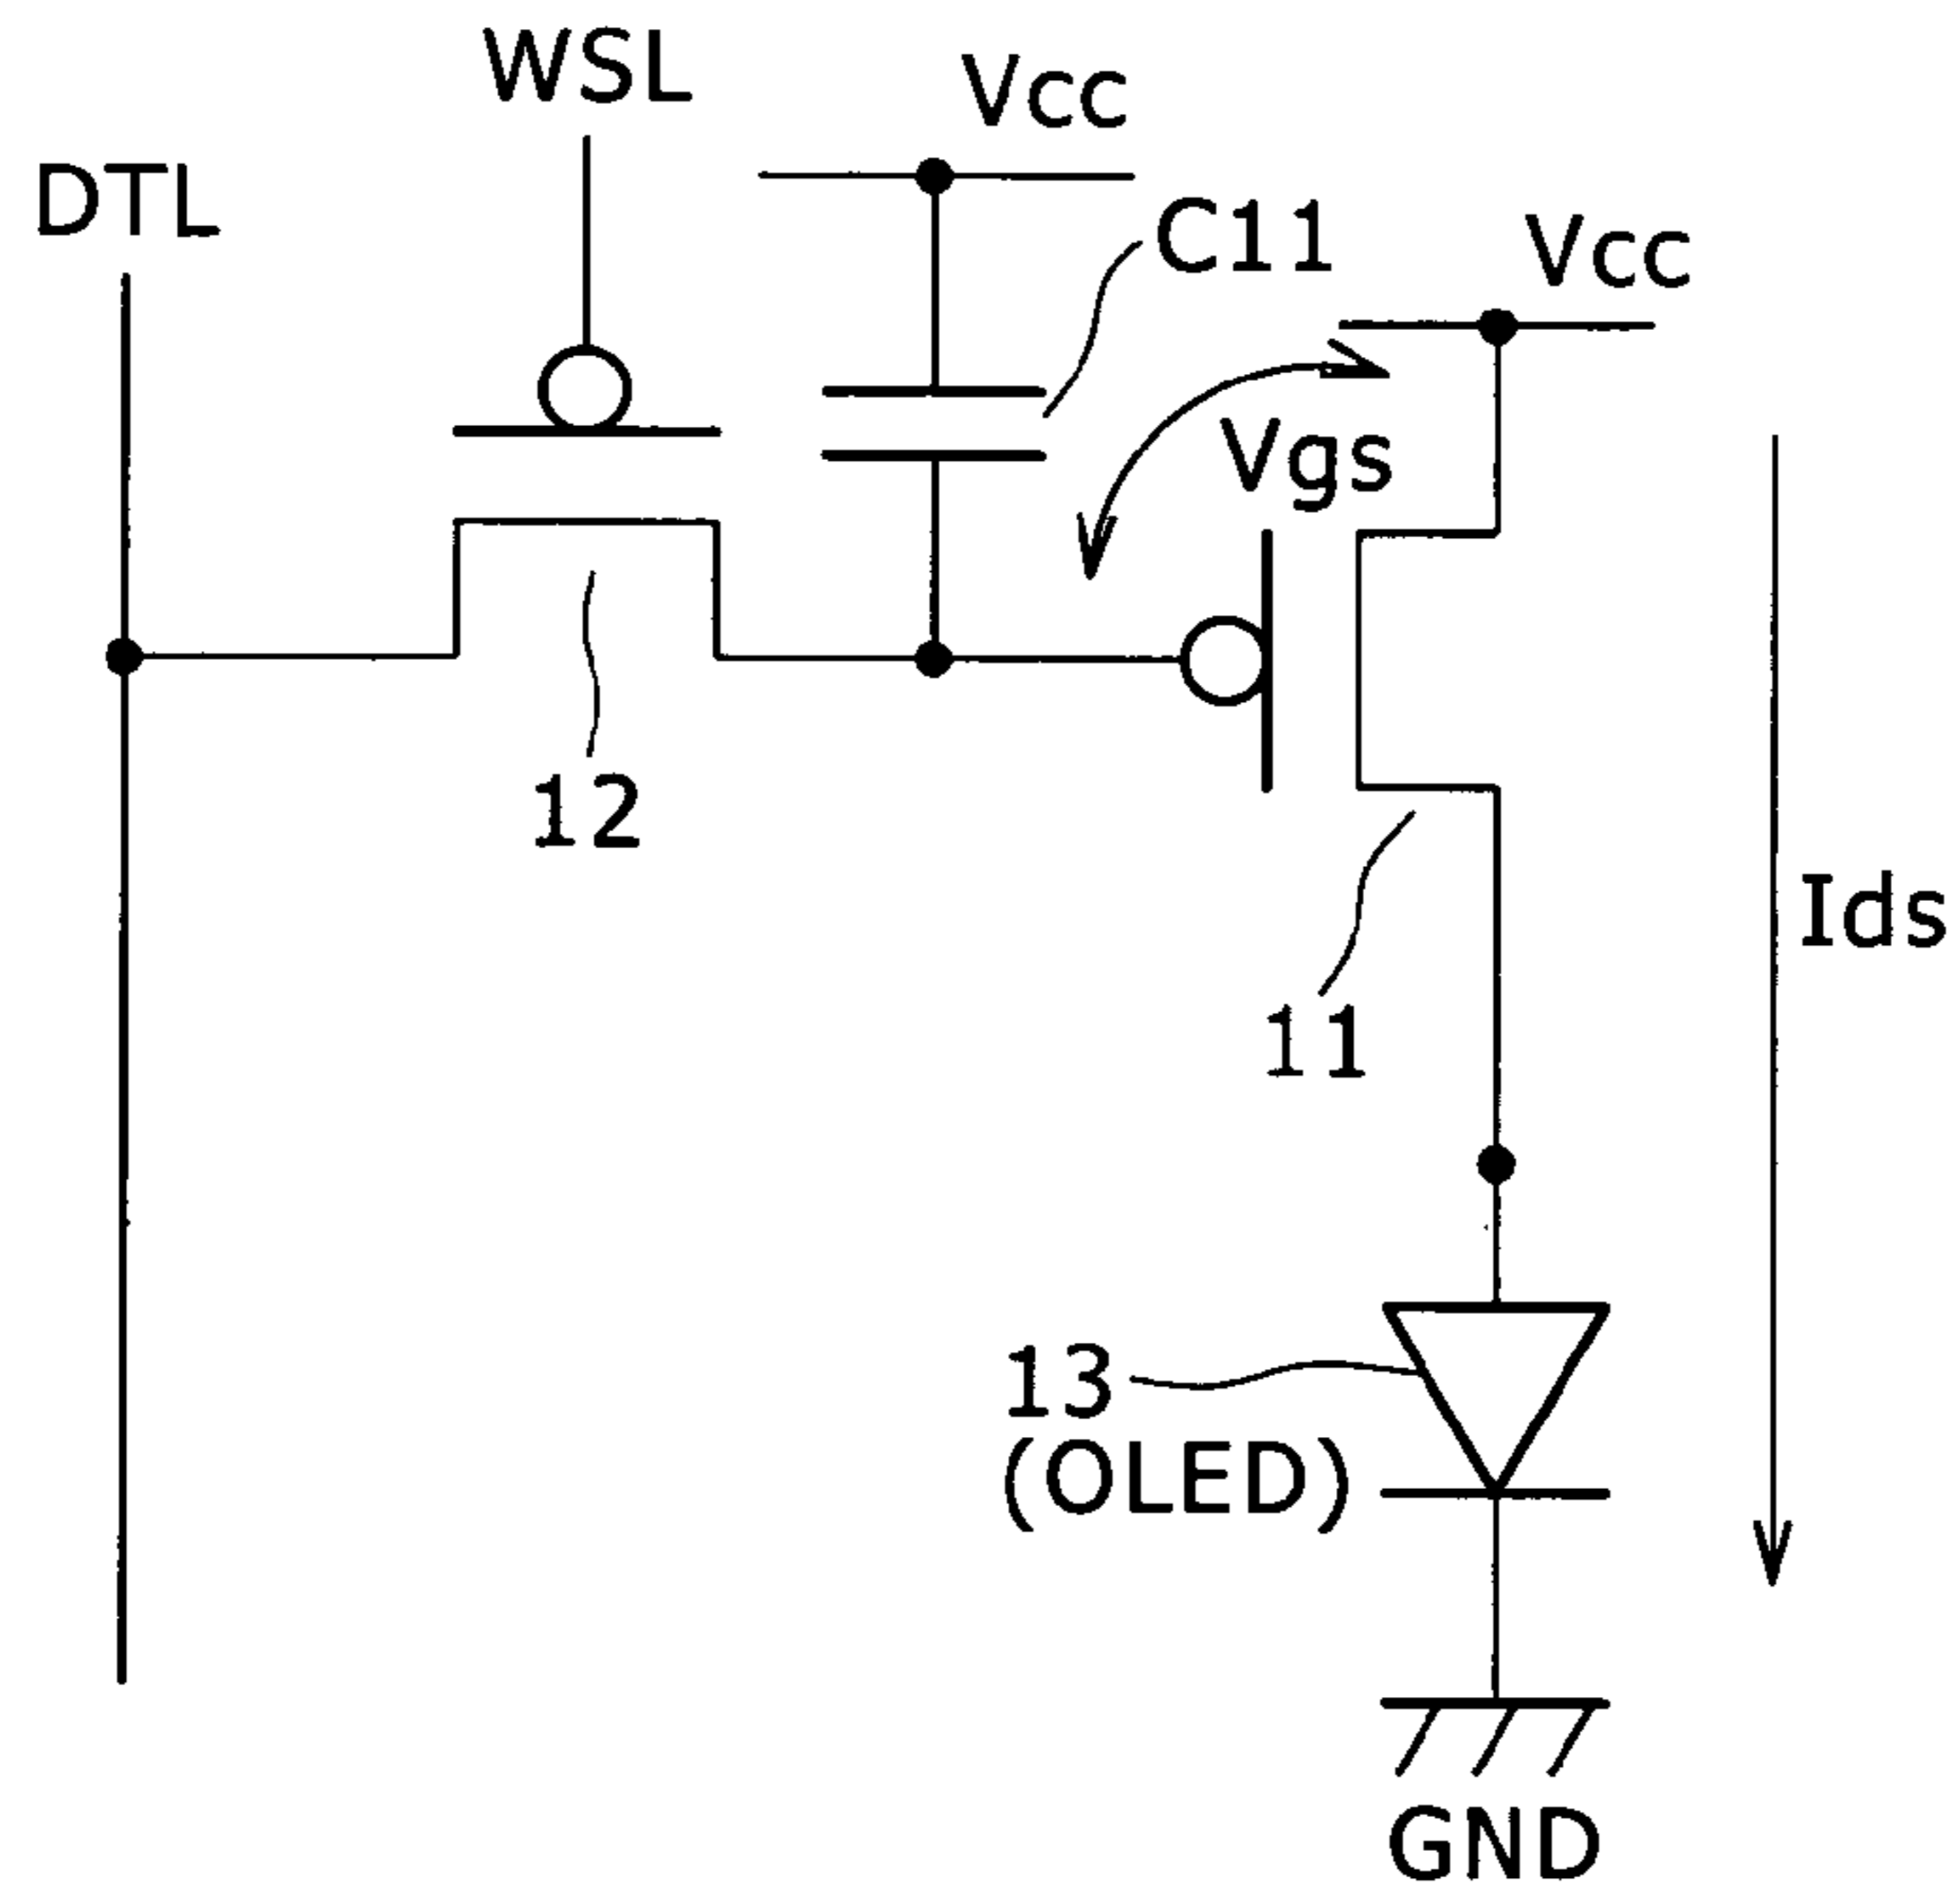 WSL
Vcc
DTL
C11
Vcc
Vgs
12
Ids
11
13
(OLED)
GND